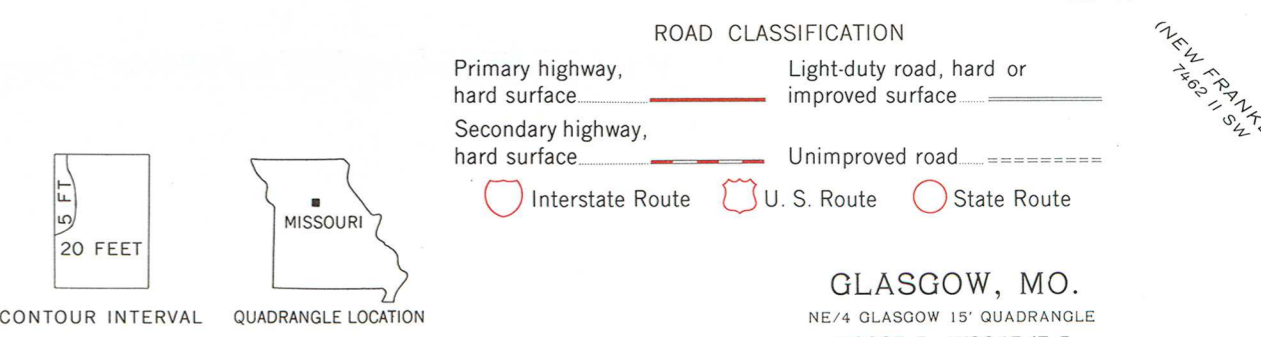 ROAD CLASSIFICATION
Primary highway,
hard surface
Light-duty road, hard or
improved surface
Secondary highway,
hard surface
Unimproved road
Interstate Route
U. S. Route
State Route
5 FT
20 FEET
CONTOUR INTERVAL
MISSOURI
QUADRANGLE LOCATION
GLASGOW, MO.
NE/4 GLASGOW 15' QUADRANGLE
(NEW
7462 II SW